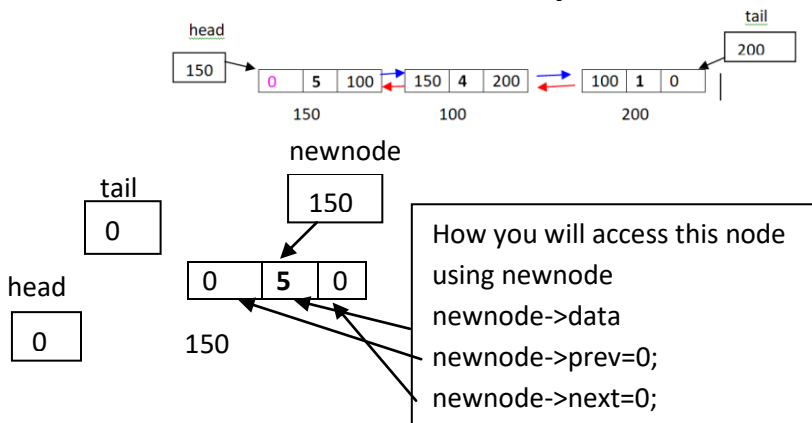 head
tail
150
200
0 5 100
150 4 200
100 1 0
150
100
200
newnode
150
tail
0
head
0
0 5 0
150
How you will access this node
using newnode
newnode->data
newnode->prev=0;
newnode->next=0;